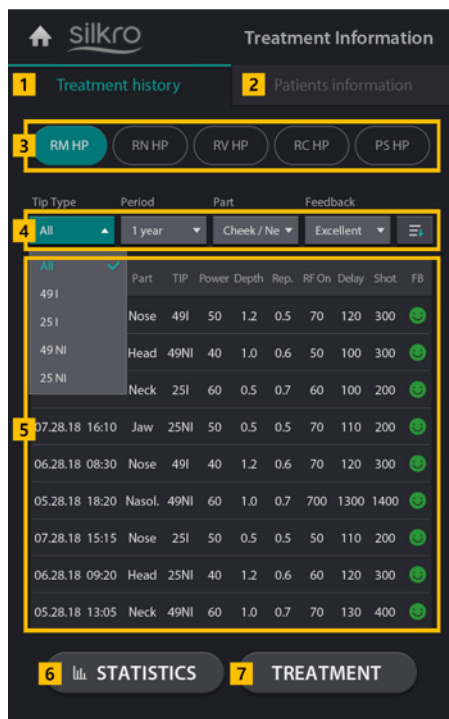 silkro Treatment Information
1 Treatment history 2 Patients information
3 RM HP RN HP RV HP RC HP PS HP
Tip Type Period Part Feedback
4 All 1 year Cheek / Ne Excellent
All
49 I
25 I
49 NI
25 NI
Part TIP Power Depth Rep. RF On Delay Shot FB
Nose 49I 50 1.2 0.5 70 120 300
Head 49NI 40 1.0 0.6 50 100 300
Neck 25I 60 0.5 0.7 60 100 200
5 07.28.18 16:10 Jaw 25NI 50 0.5 0.5 70 110 200
06.28.18 08:30 Nose 49I 40 1.2 0.6 70 120 300
05.28.18 18:20 Nasol. 49NI 60 1.0 0.7 700 1300 1400
07.28.18 15:15 Nose 25I 50 0.5 0.5 50 110 200
06.28.18 09:20 Head 25NI 40 1.2 0.6 60 120 300
05.28.18 13:05 Neck 49NI 60 1.0 0.7 70 130 400
6 STATISTICS 7 TREATMENT